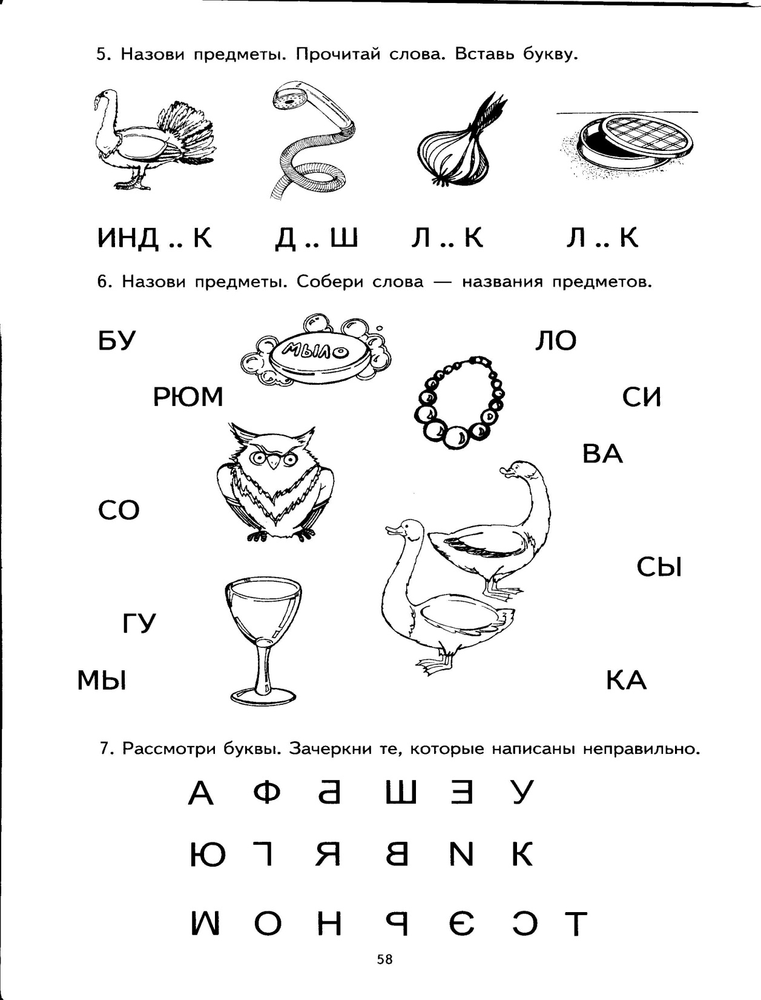 5. Назови предметы. Прочитай слова. Вставь букву.
ИНД .. К Д .. Ш Л .. К Л .. К
6. Назови предметы. Собери слова — названия предметов.
БУ МЫЛО ЛО
РЮМ СИ
ВА
СО
СЫ
ГУ
МЫ КА
7. Рассмотри буквы. Зачеркни те, которые написаны неправильно.
А Ф Б Ш Е У
Ю Г Я В И К
М О Н Р Э С Т
58